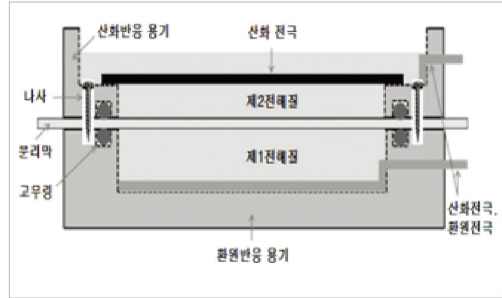 산화반응 용기
산화 전극
나사
제2전해질
분리막
제1전해질
고무링
산화전극,
환원전극
환원반응 용기